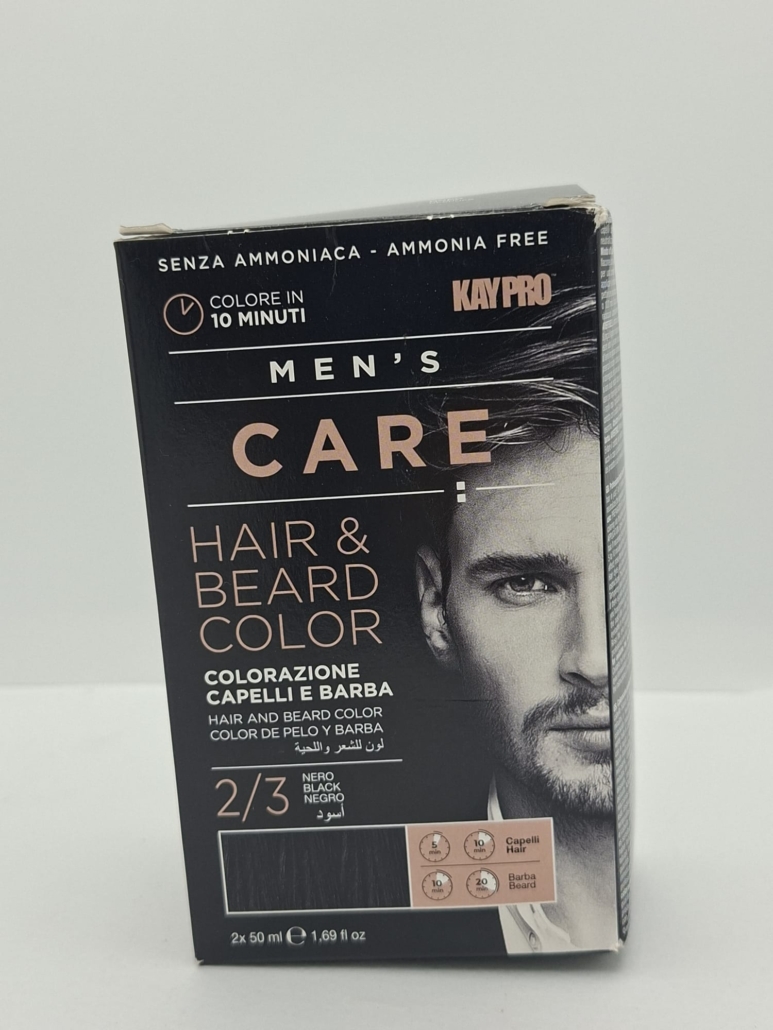 SENZA AMMONIACA - AMMONIA FREE
COLORE IN
10 MINUTI
KAYPRO
MEN'S
CARE
HAIR &
BEARD
COLOR
COLORAZIONE
CAPELLI E BARBA
HAIR AND BEARD COLOR
COLOR DE PELO Y BARBA
لون للشعر واللحية
2/3
NERO
BLACK
NEGRO
أسود
5 min
10 min
Capelli
Hair
10 min
20 min
Barba
Beard
2x 50 ml ℮ 1,69 fl oz